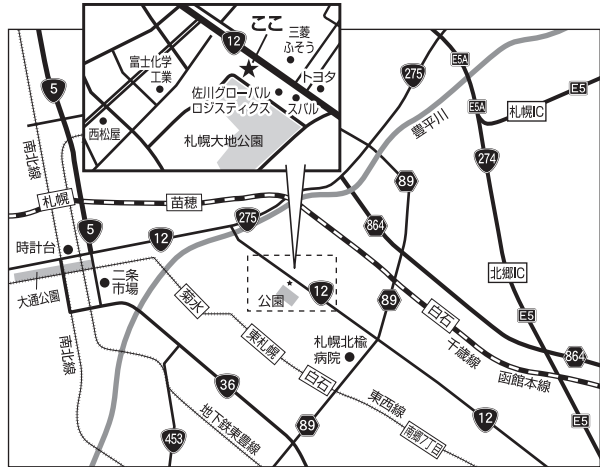 ここ
12
三菱
ふそう
富士化学
工業
トヨタ
佐川グローバル
ロジスティクス
スバル
西松屋
札幌大地公園
5
275
E5A
E5
E5A
札幌IC
豊平川
274
南北線
札幌
苗穂
89
864
275
5
12
時計台
北郷IC
大通公園
二条
市場
菊水
公園
12
89
白石
E5
千歳線
864
函館本線
東札幌
札幌北楡
病院
白石
南北線
36
東西線
地下鉄東豊線
89
南郷7丁目
12
453
E5